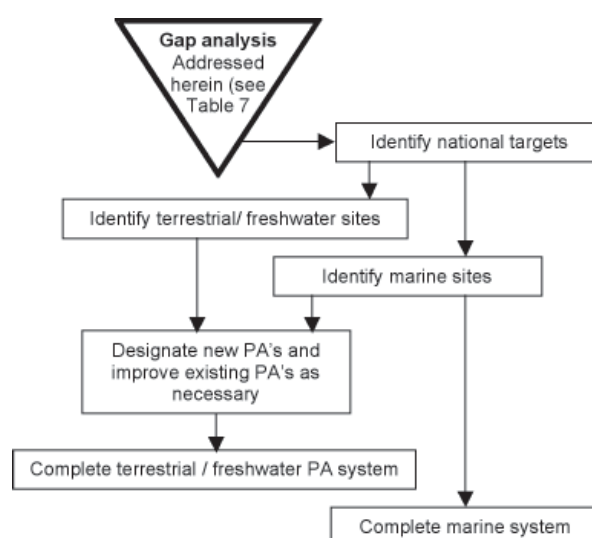 Gap analysis
Addressed
herein (see
Table 7
Identify national targets
Identify terrestrial/ freshwater sites
Identify marine sites
Designate new PA's and
improve existing PA's as
necessary
Complete terrestrial / freshwater PA system
Complete marine system